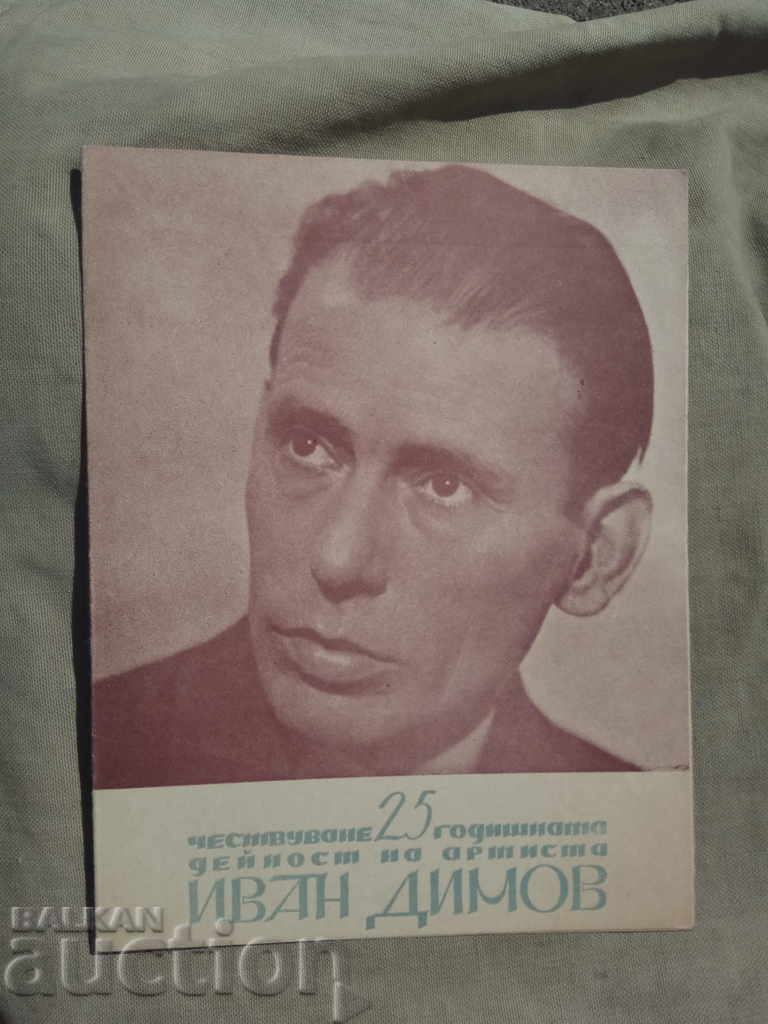 чествуване 25 годишната
дейност на артиста
ИВАН ДИМОВ
BALKAN
auction